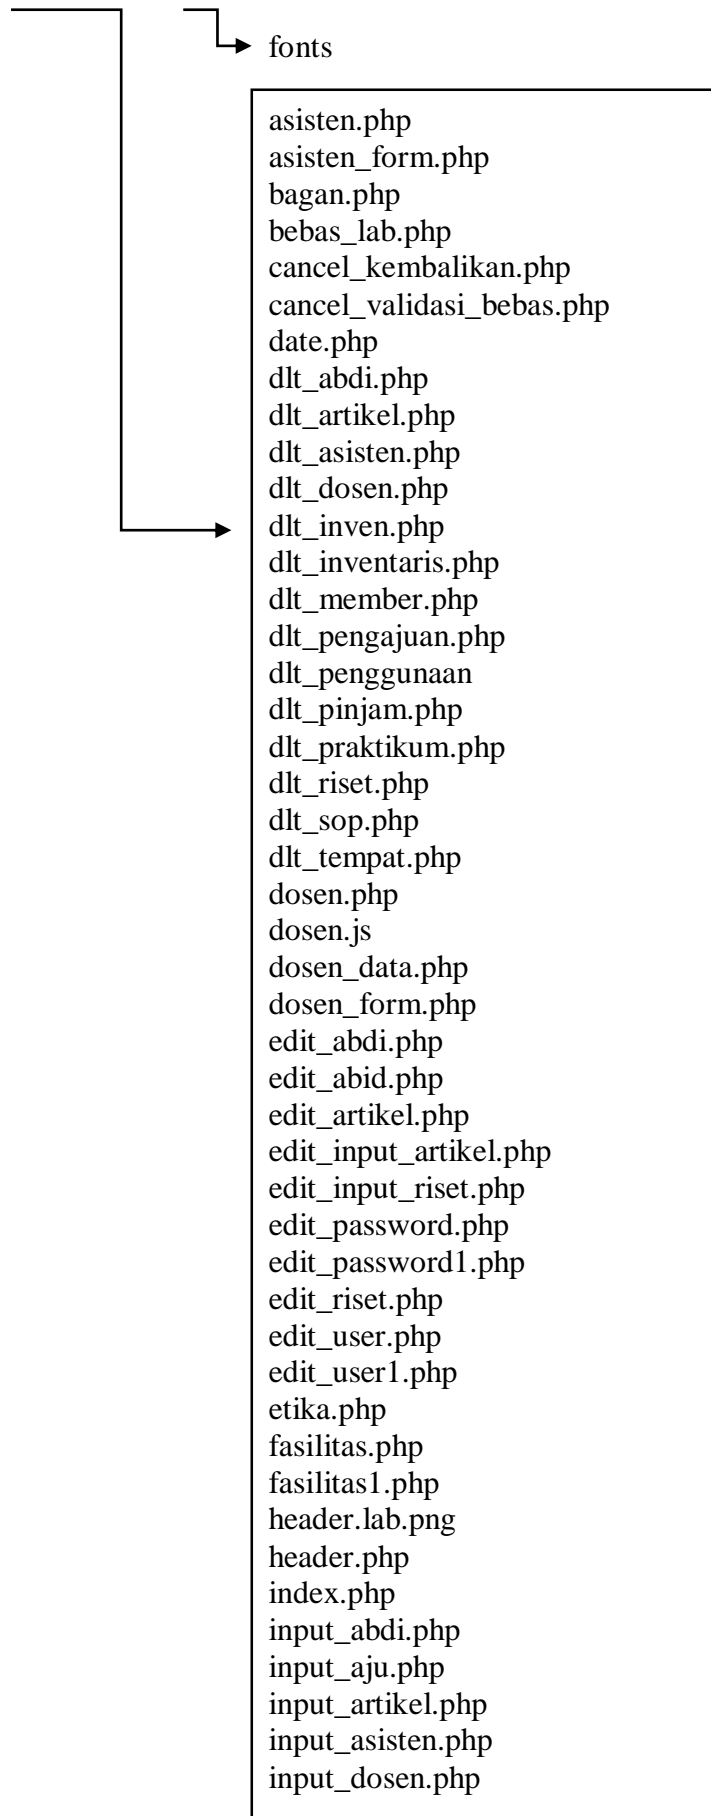 fonts
asisten.php
asisten_form.php
bagan.php
bebas_lab.php
cancel_kembalikan.php
cancel_validasi_bebas.php
date.php
dlt_abdi.php
dlt_artikel.php
dlt_asisten.php
dlt_dosen.php
dlt_inven.php
dlt_inventaris.php
dlt_member.php
dlt_pengajuan.php
dlt_penggunaan
dlt_pinjam.php
dlt_praktikum.php
dlt_riset.php
dlt_sop.php
dlt_tempat.php
dosen.php
dosen.js
dosen_data.php
dosen_form.php
edit_abdi.php
edit_abid.php
edit_artikel.php
edit_input_artikel.php
edit_input_riset.php
edit_password.php
edit_password1.php
edit_riset.php
edit_user.php
edit_user1.php
etika.php
fasilitas.php
fasilitas1.php
header.lab.png
header.php
index.php
input_abdi.php
input_aju.php
input_artikel.php
input_asisten.php
input_dosen.php